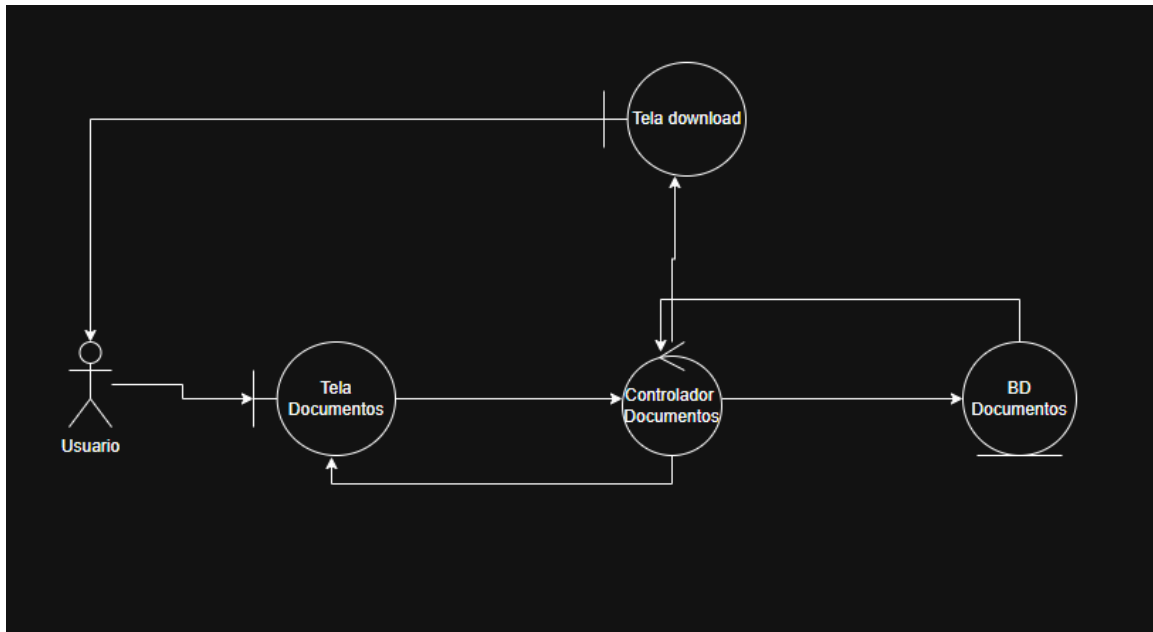 Tela download
Tela
Documentos
Controlador
Documentos
BD
Documentos
Usuario